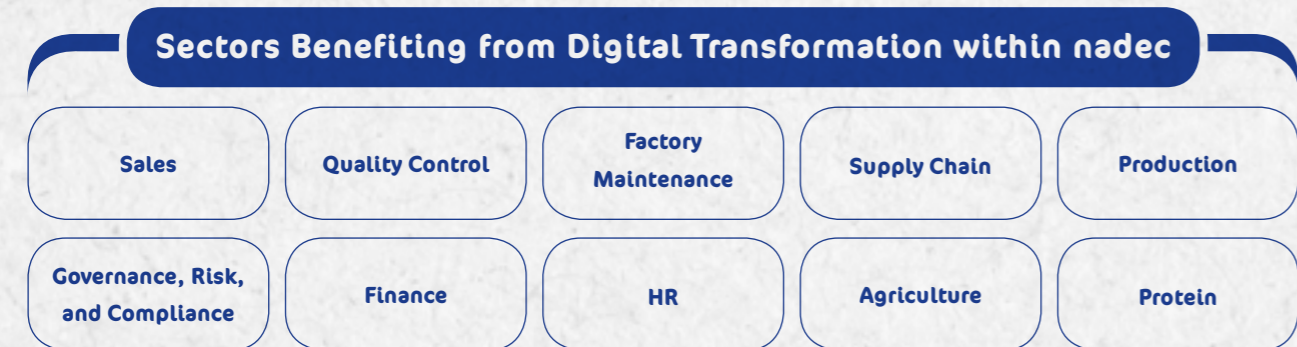 Sectors Benefiting from Digital Transformation within nadec
Sales
Quality Control
Factory
Maintenance
Supply Chain
Production
Governance, Risk,
and Compliance
Finance
HR
Agriculture
Protein